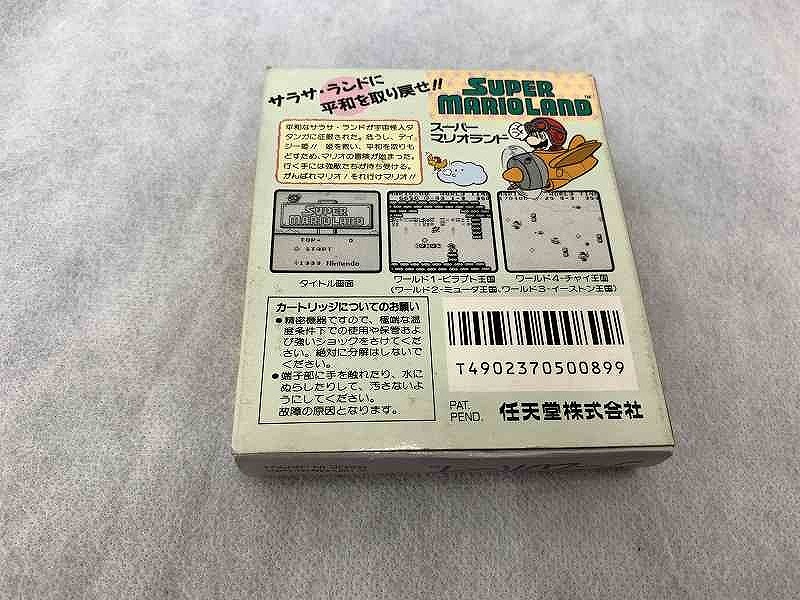 サラサ・ランドに
平和を取り戻せ!!
SUPER
MARIOLAND
TM
スーパー
マリオランド
平和なサラサ・ランドが宇宙怪人タ
タンガに征服された。危うし、デイ
ジー姫!! 姫を救い、平和を取りも
どすため、マリオの冒険が始まった。
行く手には強敵たちが待ち受ける。
がんばれマリオ!それ行けマリオ!!
SUPER
MARIOLAND
TOP- 0
Nintendo
タイトル画面
ワールド1-ピラプト王国
ワールド4-チャイ王国
(ワールド2-ミューダ王国、ワールド3-イーストン王国)
カートリッジについてのお願い
●精密機器ですので、極端な温
度条件下での使用や保管およ
び強いショックをさけてくだ
さい。絶対に分解はしないで
ください。
●端子部に手を触れたり、水に
ぬらしたりして、汚さないよ
うにしてください。
故障の原因となります。
T4902370500899
PAT.
PEND.
任天堂株式会社